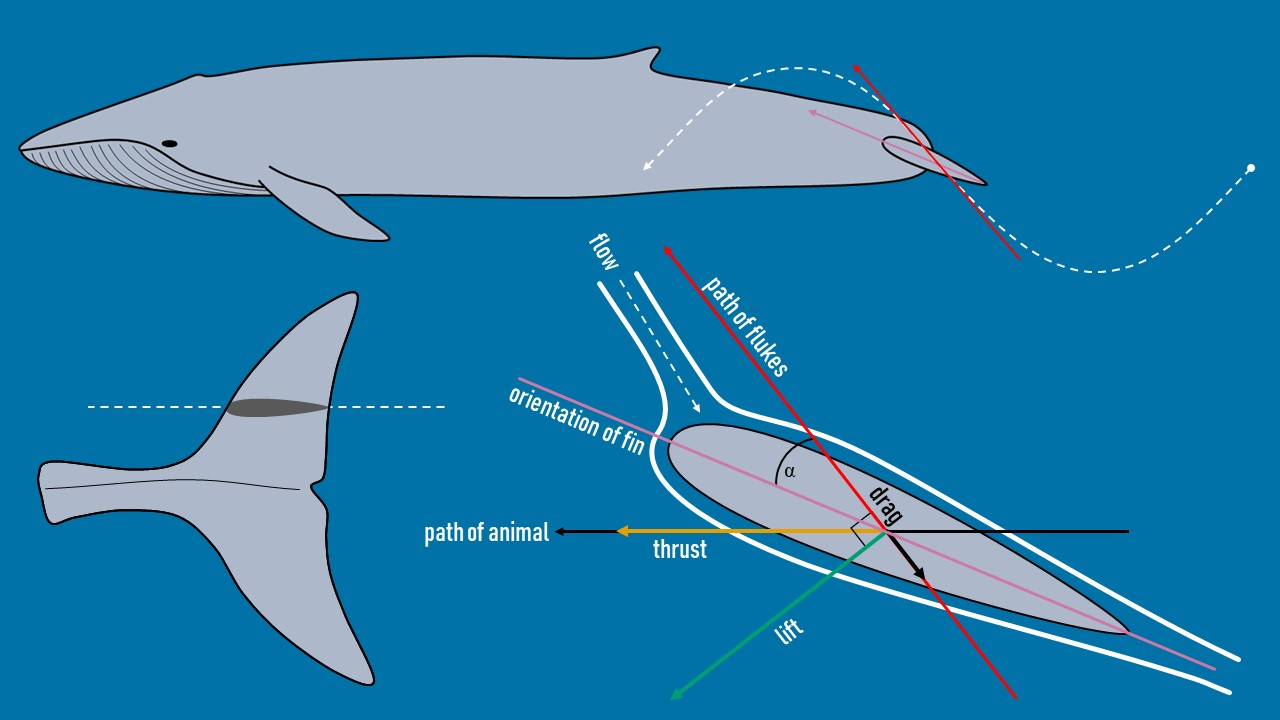 flow
path of flukes
orientation of fin
α
drag
path of animal
thrust
lift